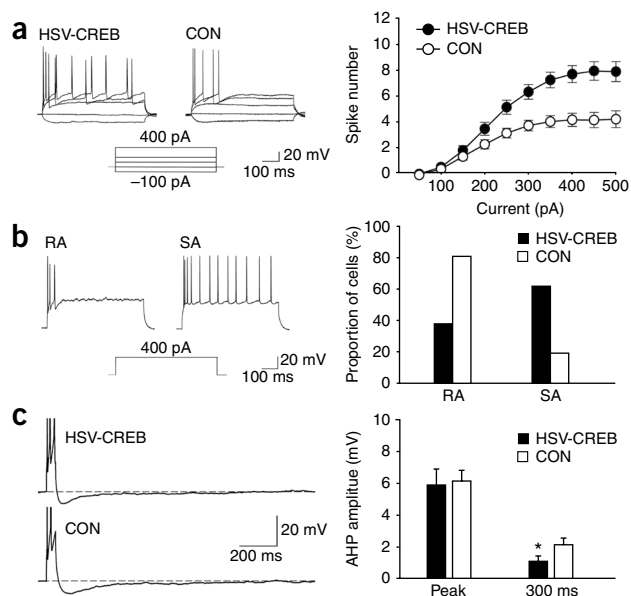 a
HSV-CREB
CON
400 pA
–100 pA
20 mV
100 ms
HSV-CREB
CON
Spike number
12
10
8
6
4
2
0
100
200
300
400
500
Current (pA)
b
RA
SA
400 pA
20 mV
100 ms
HSV-CREB
CON
Proportion of cells (%)
100
80
60
40
20
0
RA
SA
c
HSV-CREB
CON
20 mV
200 ms
HSV-CREB
CON
AHP amplitue (mV)
10
8
6
4
2
0
*
Peak
300 ms